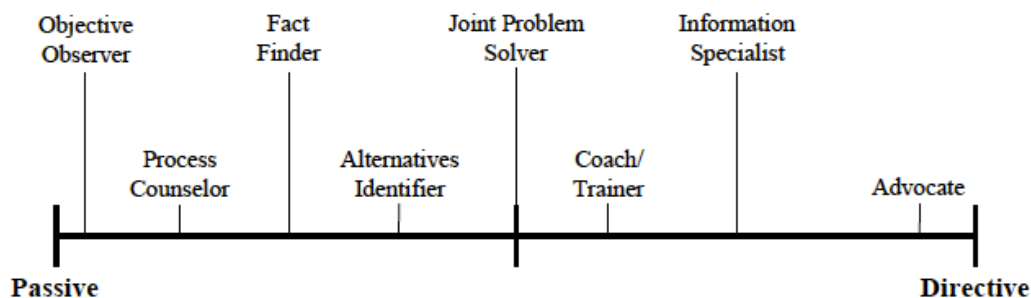 Objective
Observer
Fact
Finder
Joint Problem
Solver
Information
Specialist
Process
Counselor
Alternatives
Identifier
Coach/
Trainer
Advocate
Passive
Directive